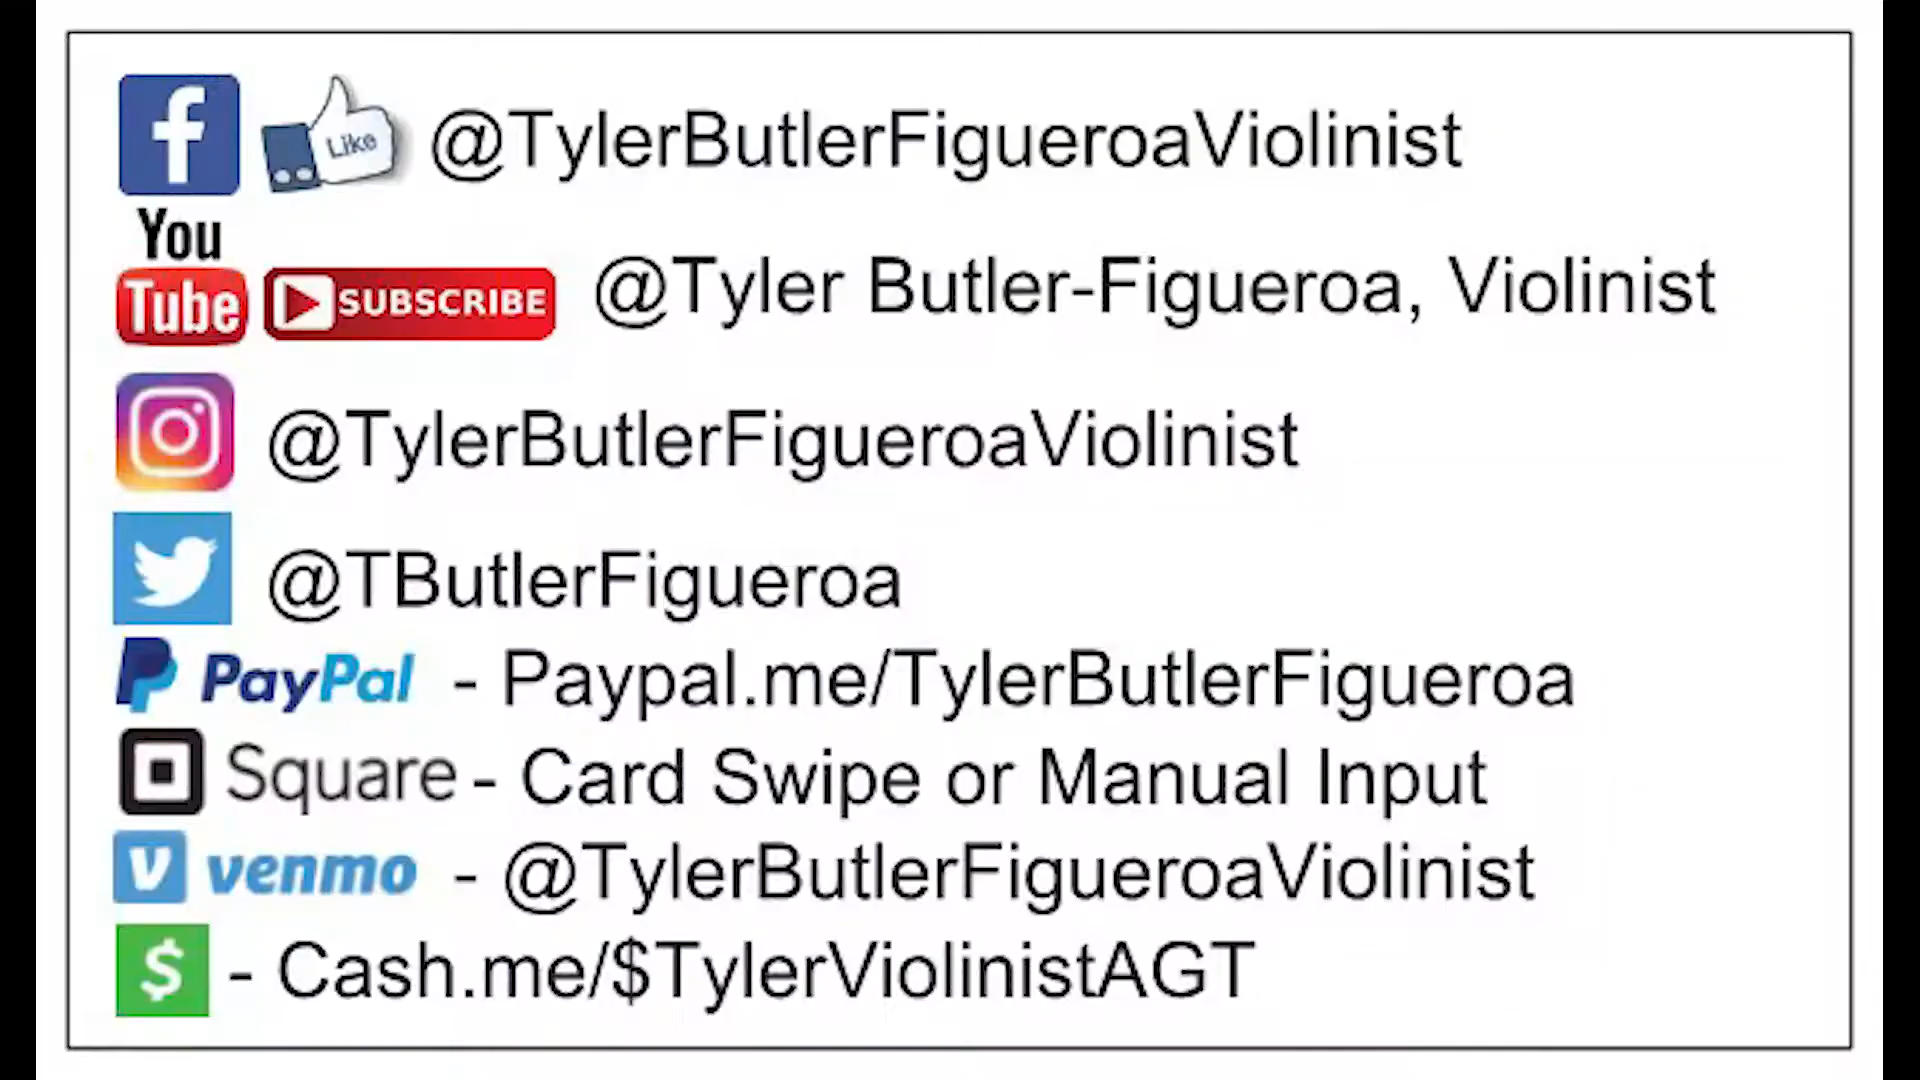 f Like @TylerButlerFigueroaViolinist
You
Tube SUBSCRIBE @Tyler Butler-Figueroa, Violinist
@TylerButlerFigueroaViolinist
@TButlerFigueroa
P PayPal - Paypal.me/TylerButlerFigueroa
Square - Card Swipe or Manual Input
V venmo - @TylerButlerFigueroaViolinist
$ - Cash.me/$TylerViolinistAGT